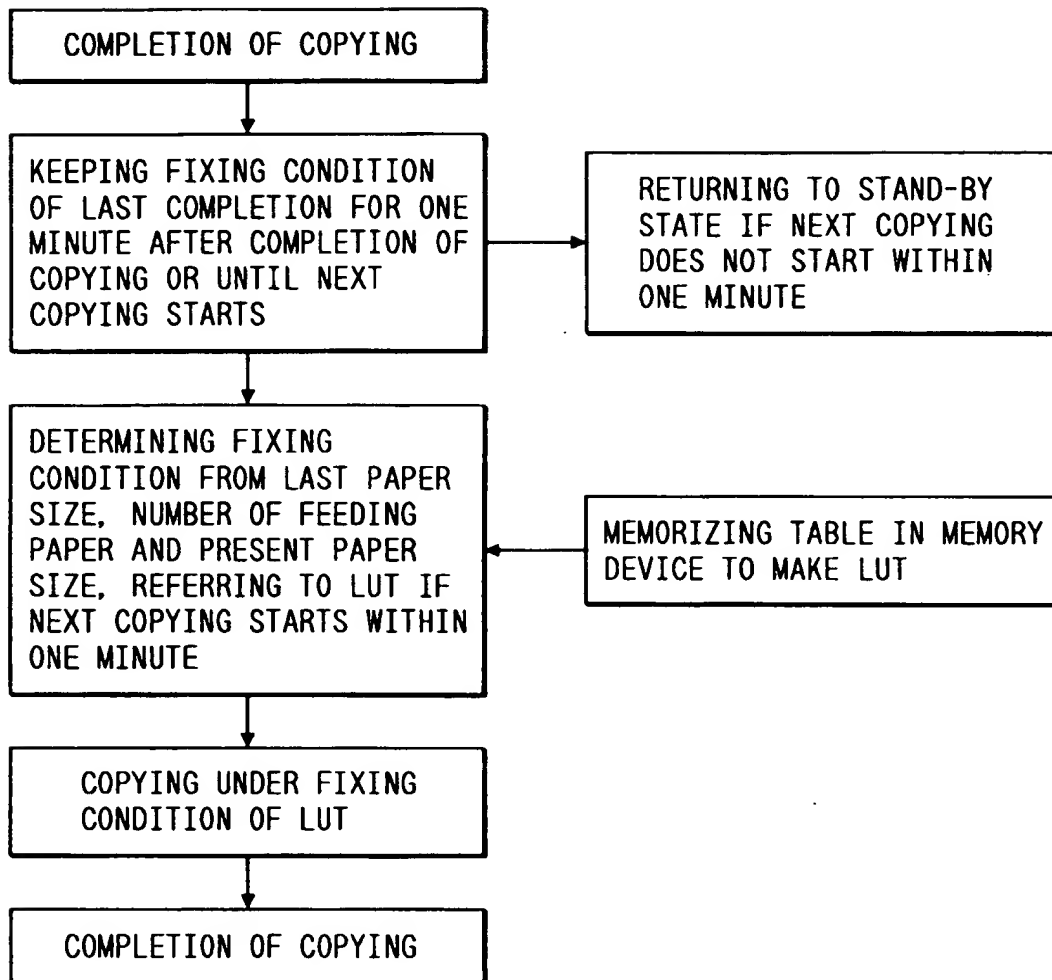 COMPLETION OF COPYING
KEEPING FIXING CONDITION
OF LAST COMPLETION FOR ONE
MINUTE AFTER COMPLETION OF
COPYING OR UNTIL NEXT
COPYING STARTS
RETURNING TO STAND-BY
STATE IF NEXT COPYING
DOES NOT START WITHIN
ONE MINUTE
DETERMINING FIXING
CONDITION FROM LAST PAPER
SIZE, NUMBER OF FEEDING
PAPER AND PRESENT PAPER
SIZE, REFERRING TO LUT IF
NEXT COPYING STARTS WITHIN
ONE MINUTE
MEMORIZING TABLE IN MEMORY
DEVICE TO MAKE LUT
COPYING UNDER FIXING
CONDITION OF LUT
COMPLETION OF COPYING